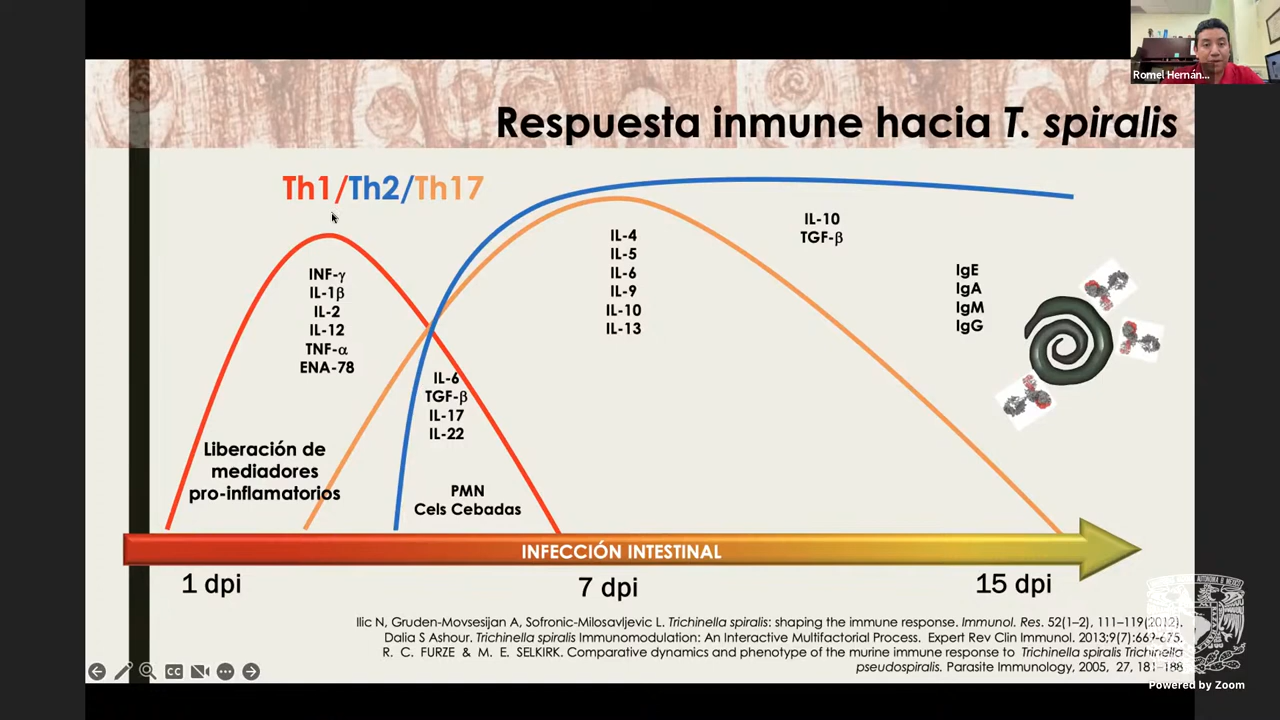 Romel Hernán...
Respuesta inmune hacia T. spiralis
Th1/Th2/Th17
INF-γ
IL-1β
IL-2
IL-12
TNF-α
ENA-78
Liberación de
mediadores
pro-inflamatorios
IL-6
TGF-β
IL-17
IL-22
PMN
Cels Cebadas
IL-4
IL-5
IL-6
IL-9
IL-10
IL-13
IL-10
TGF-β
IgE
IgA
IgM
IgG
INFECCIÓN INTESTINAL
1 dpi
7 dpi
15 dpi
Ilic N, Gruden-Movsesijan A, Sofronic-Milosavljevic L. Trichinella spiralis: shaping the immune response. Immunol. Res. 52(1–2), 111–119(2012).
Dalia S Ashour. Trichinella spiralis Immunomodulation: An Interactive Multifactorial Process. Expert Rev Clin Immunol. 2013;9(7):669-675.
R. C. FURZE & M. E. SELKIRK. Comparative dynamics and phenotype of the murine immune response to Trichinella spiralis Trichinella
pseudospiralis. Parasite Immunology, 2005, 27, 181–188
CC
Powered by Zoom